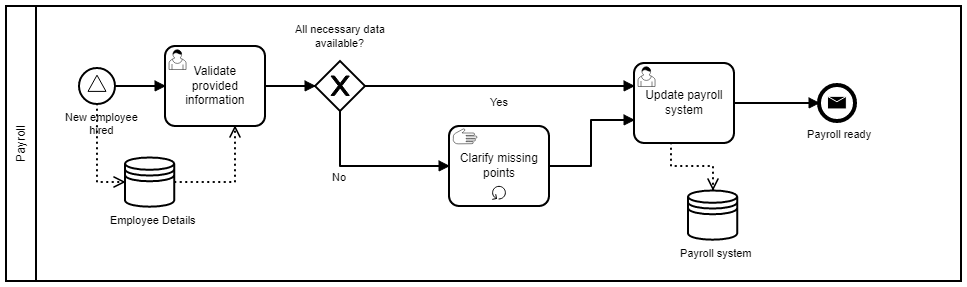 All necessary data
available?
Validate
provided
information
New employee
hired
Payroll
Yes
Update payroll
system
Payroll ready
Clarify missing
points
No
Employee Details
Payroll system